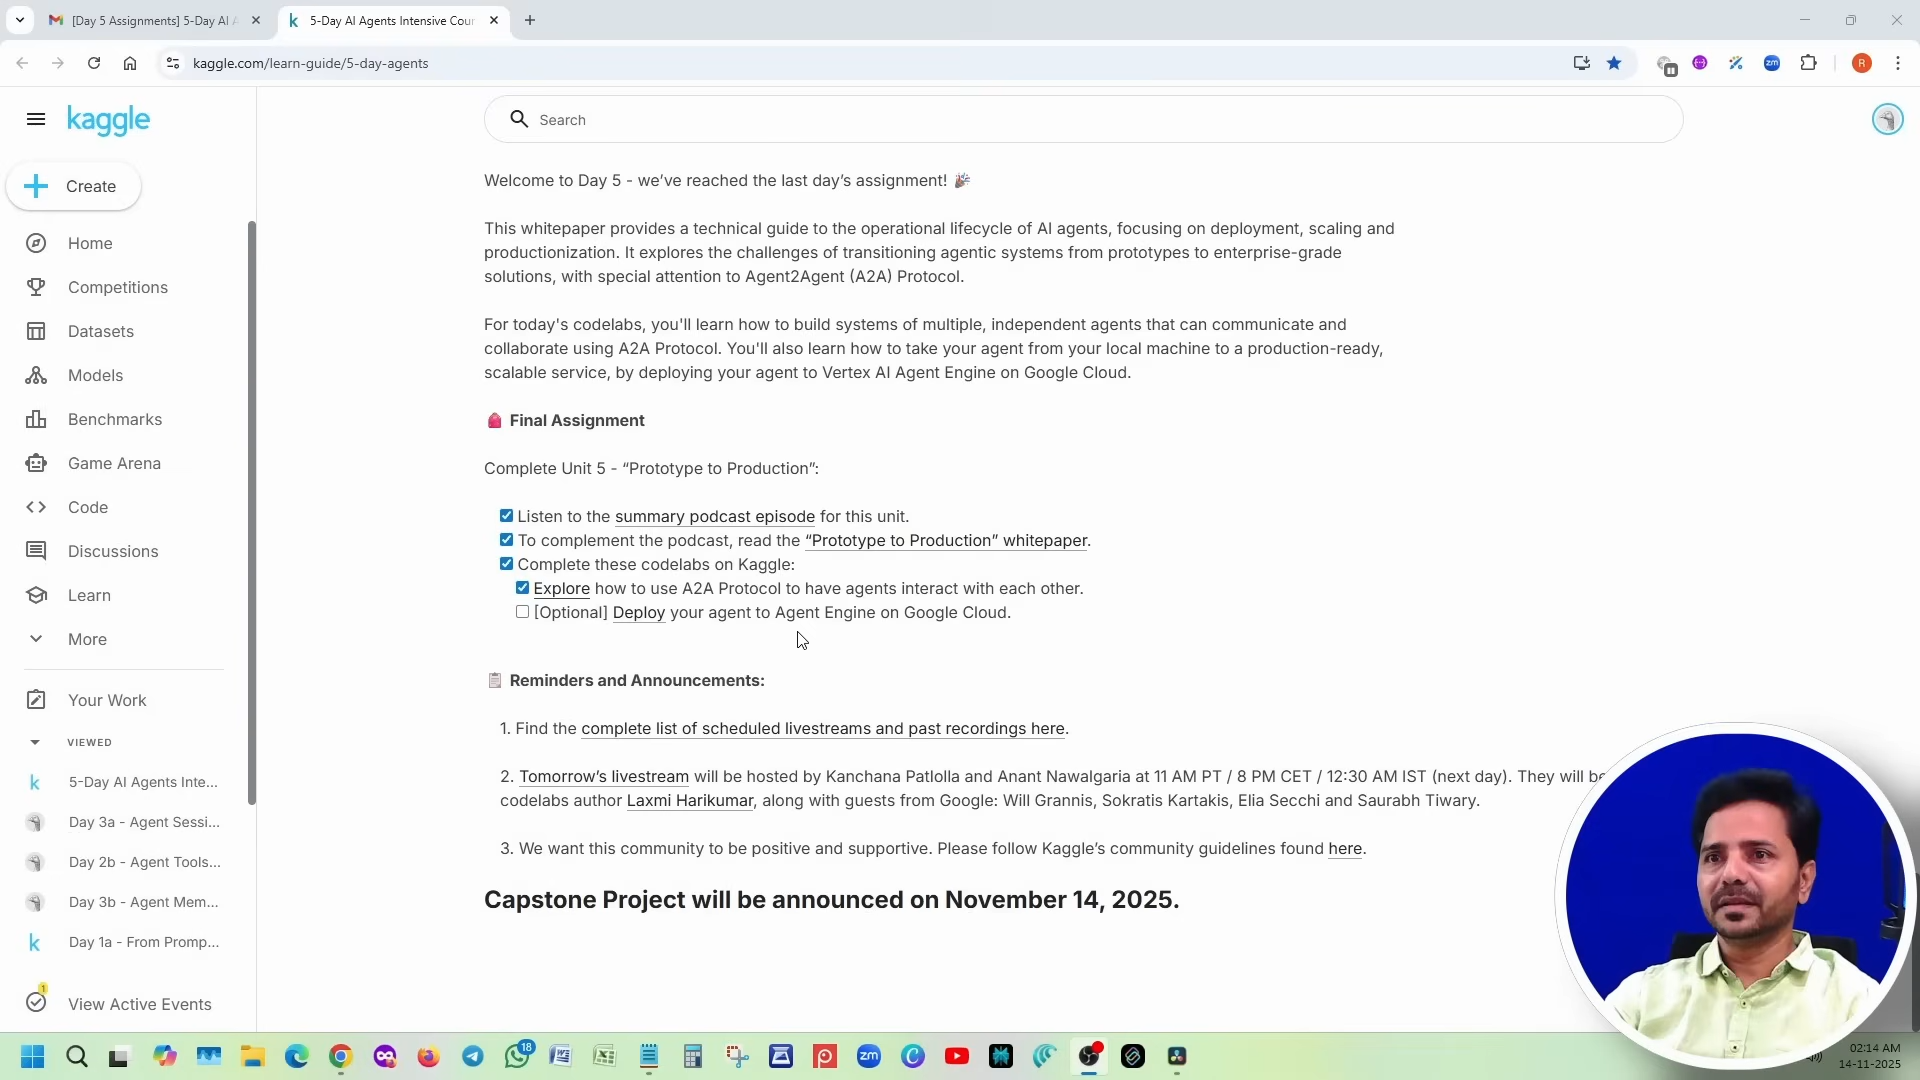 [Day 5 Assignments] 5-Day AI A
5-Day AI Agents Intensive Cour
kaggle.com/learn-guide/5-day-agents
zm
R
kaggle
Search
Create
Home
Competitions
Datasets
Models
Benchmarks
Game Arena
Code
Discussions
Learn
More
Your Work
VIEWED
5-Day AI Agents Inte...
Day 3a - Agent Sessi...
Day 2b - Agent Tools...
Day 3b - Agent Mem...
Day 1a - From Promp...
1
View Active Events
Welcome to Day 5 - we’ve reached the last day’s assignment! 🎉
This whitepaper provides a technical guide to the operational lifecycle of AI agents, focusing on deployment, scaling and
productionization. It explores the challenges of transitioning agentic systems from prototypes to enterprise-grade
solutions, with special attention to Agent2Agent (A2A) Protocol.
For today's codelabs, you'll learn how to build systems of multiple, independent agents that can communicate and
collaborate using A2A Protocol. You'll also learn how to take your agent from your local machine to a production-ready,
scalable service, by deploying your agent to Vertex AI Agent Engine on Google Cloud.
🎒 Final Assignment
Complete Unit 5 - “Prototype to Production”:
Listen to the summary podcast episode for this unit.
To complement the podcast, read the “Prototype to Production” whitepaper.
Complete these codelabs on Kaggle:
Explore how to use A2A Protocol to have agents interact with each other.
[Optional] Deploy your agent to Agent Engine on Google Cloud.
📋 Reminders and Announcements:
1. Find the complete list of scheduled livestreams and past recordings here.
2. Tomorrow’s livestream will be hosted by Kanchana Patlolla and Anant Nawalgaria at 11 AM PT / 8 PM CET / 12:30 AM IST (next day). They will be
codelabs author Laxmi Harikumar, along with guests from Google: Will Grannis, Sokratis Kartakis, Elia Secchi and Saurabh Tiwary.
3. We want this community to be positive and supportive. Please follow Kaggle’s community guidelines found here.
Capstone Project will be announced on November 14, 2025.
18
zm
02:14 AM
14-11-2025